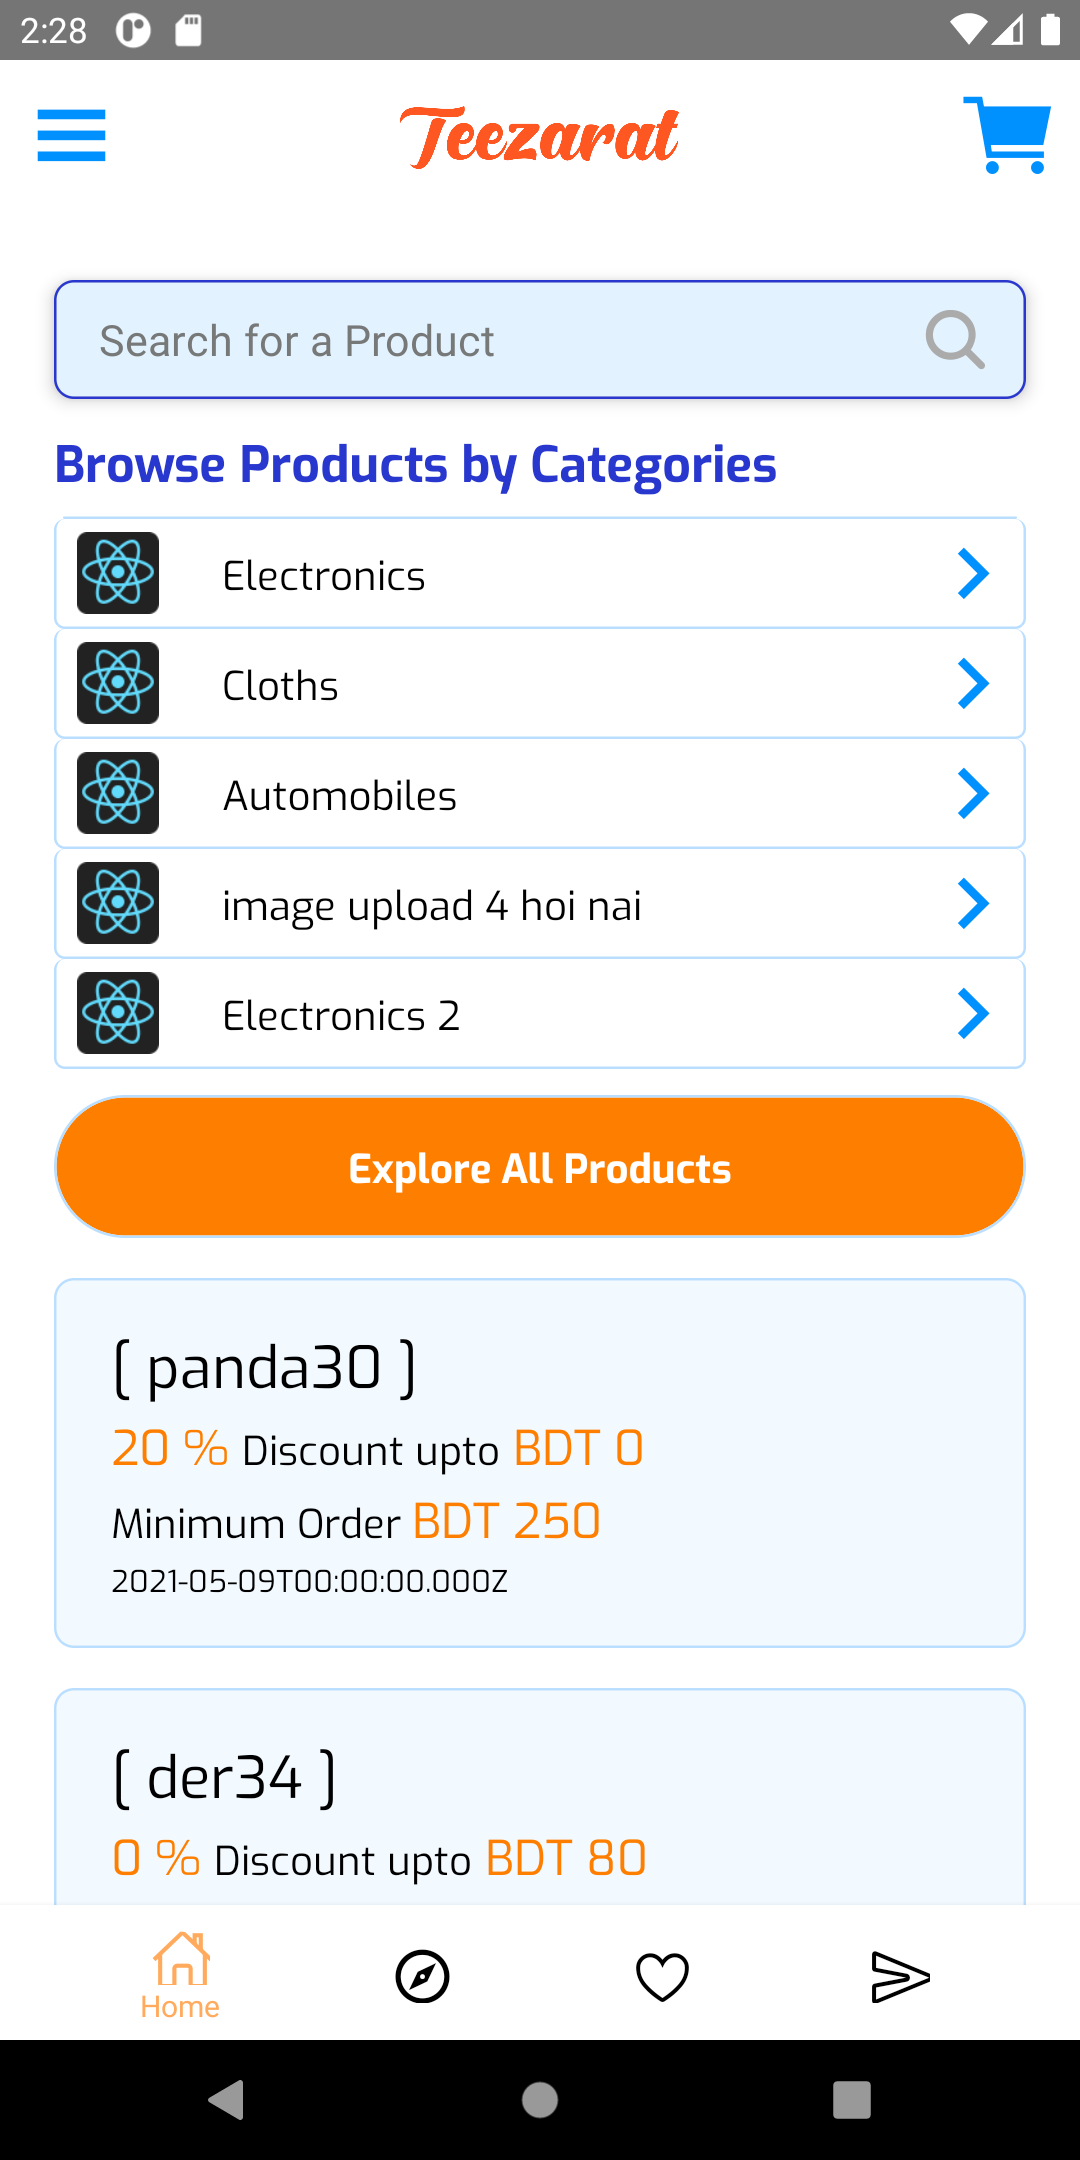 2:28
Teezarat
Search for a Product
Browse Products by Categories
Electronics
Cloths
Automobiles
image upload 4 hoi nai
Electronics 2
Explore All Products
[ panda30 ]
20 % Discount upto BDT 0
Minimum Order BDT 250
2021-05-09T00:00:00.000Z
[ der34 ]
0 % Discount upto BDT 80
Home